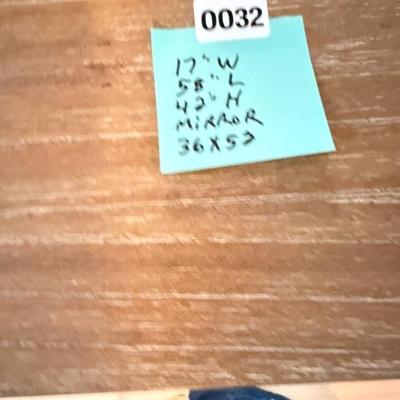 0032
17" W
58" L
42" H
MIRROR
36X52